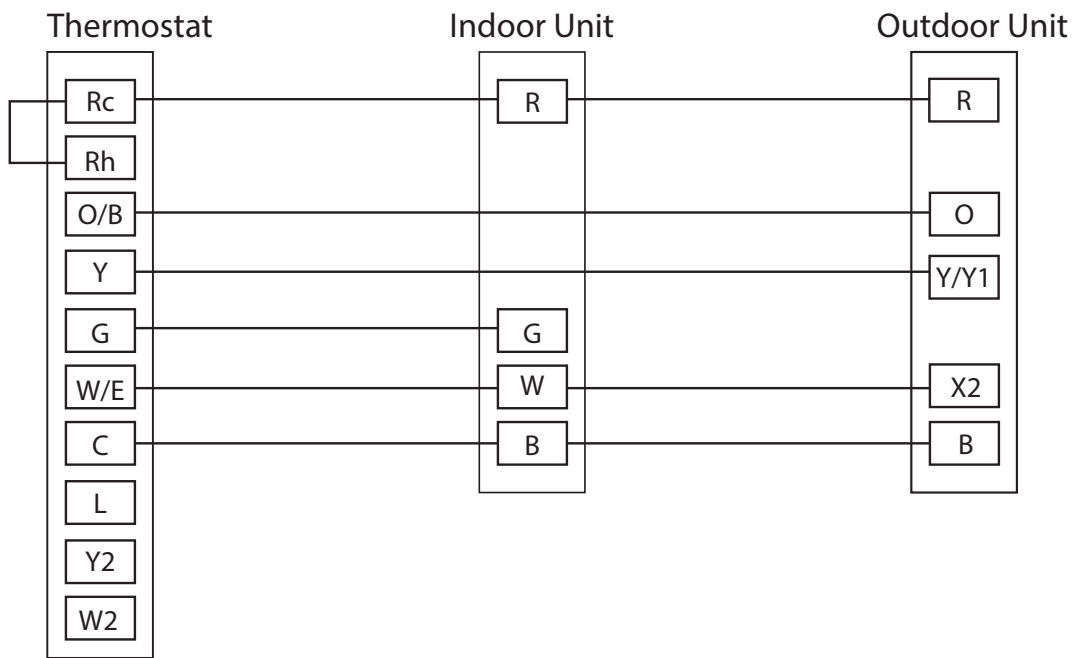 Thermostat Indoor Unit Outdoor Unit
Rc R R
Rh
O/B O
Y Y/Y1
G G
W/E W X2
C B B
L
Y2
W2